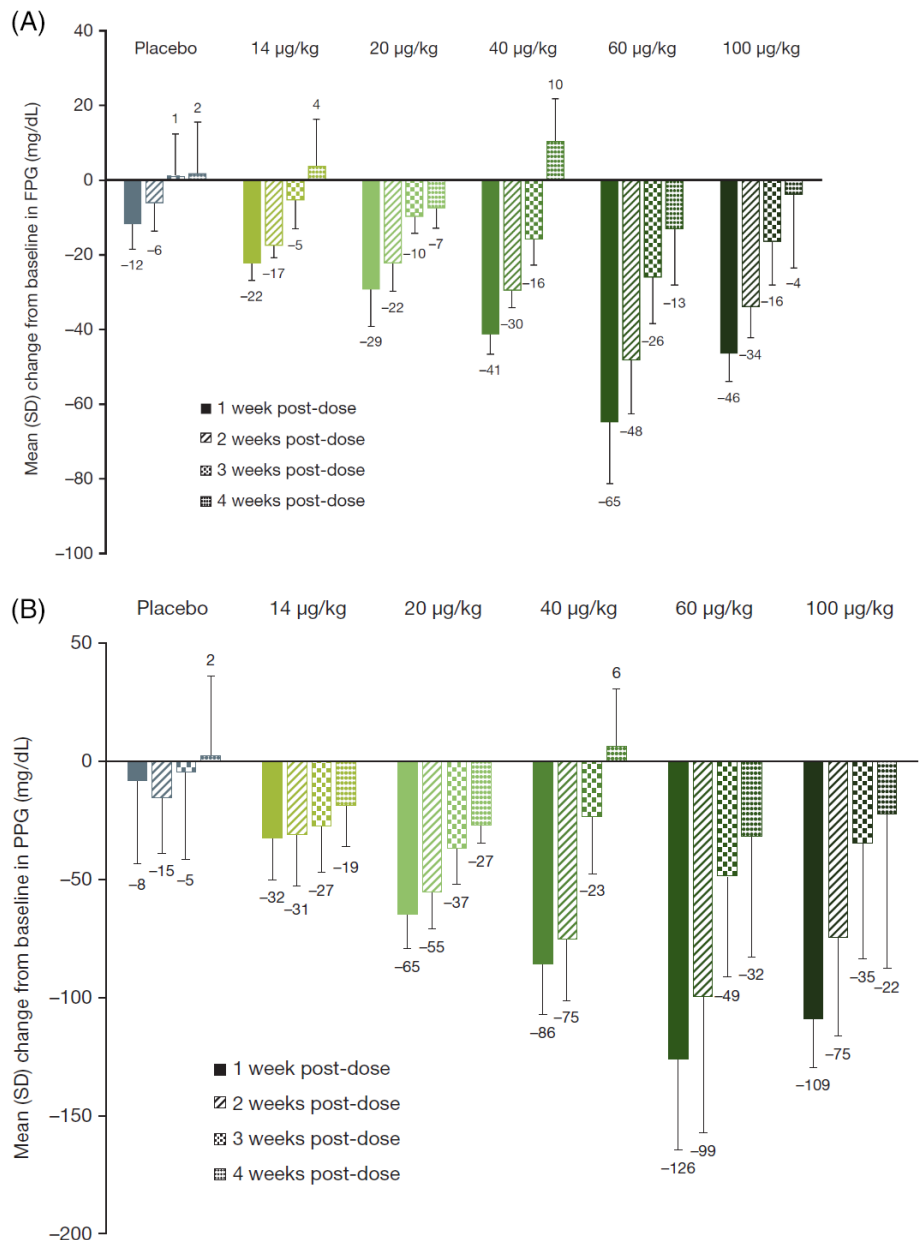 (A)
40
Placebo 14 µg/kg 20 µg/kg 40 µg/kg 60 µg/kg 100 µg/kg
20
1 2 4 10
0
−12 −6
−22 −17 −5
−29 −22 −10 −7
−41 −30 −16
−65 −48 −26 −13
−46 −34 −16 −4
−20
−40
−60
−80
−100
Mean (SD) change from baseline in FPG (mg/dL)
1 week post-dose
2 weeks post-dose
3 weeks post-dose
4 weeks post-dose
(B)
Placebo 14 µg/kg 20 µg/kg 40 µg/kg 60 µg/kg 100 µg/kg
50
2 6
0
−8 −15 −5
−32 −31 −27 −19
−65 −55 −37 −27
−86 −75 −23
−126 −99 −49 −32
−109 −75 −35 −22
−50
−100
−150
−200
Mean (SD) change from baseline in PPG (mg/dL)
1 week post-dose
2 weeks post-dose
3 weeks post-dose
4 weeks post-dose